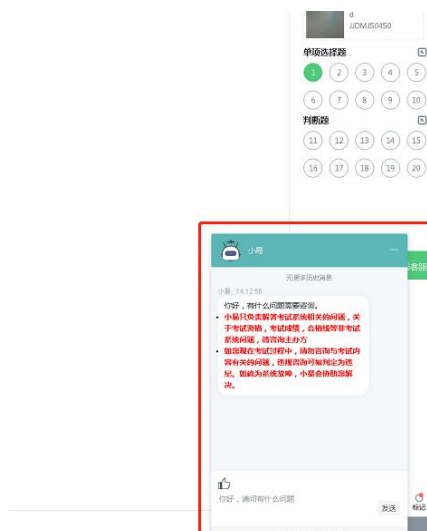 d
JJDMJS0450
单项选择题
1 2 3 4 5
6 7 8 9 10
判断题
11 12 13 14 15
16 17 18 19 20
小易
客服
无更多历史消息
小易 14:12:56
你好，有什么问题需要咨询。
小易只负责解答考试系统相关的问题，关
于考试资格，考试成绩，合格线等非考试
系统问题，请咨询主办方
如您现在考试过程中，请勿咨询与考试内
容有关的问题，违规咨询可被判定为违
纪。如确为系统故障，小易会协助您解
决。
你好，请问有什么问题
发送
标记